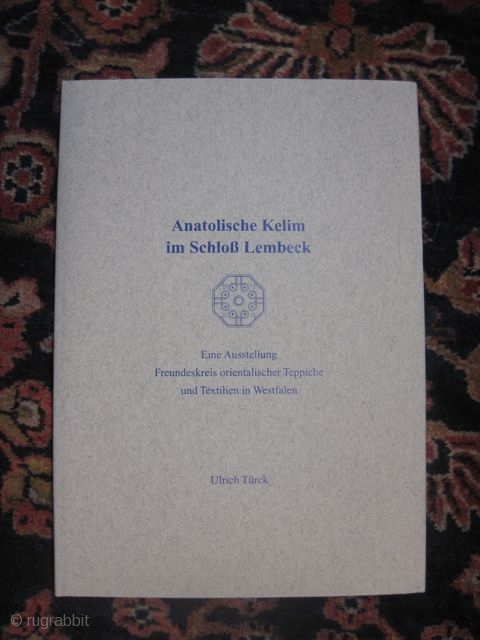 Anatolische Kelim
im Schloß Lembeck
Eine Ausstellung
Freundeskreis orientalischer Teppiche
und Textilien in Westfalen
Ulrich Türck
© rugrabbit